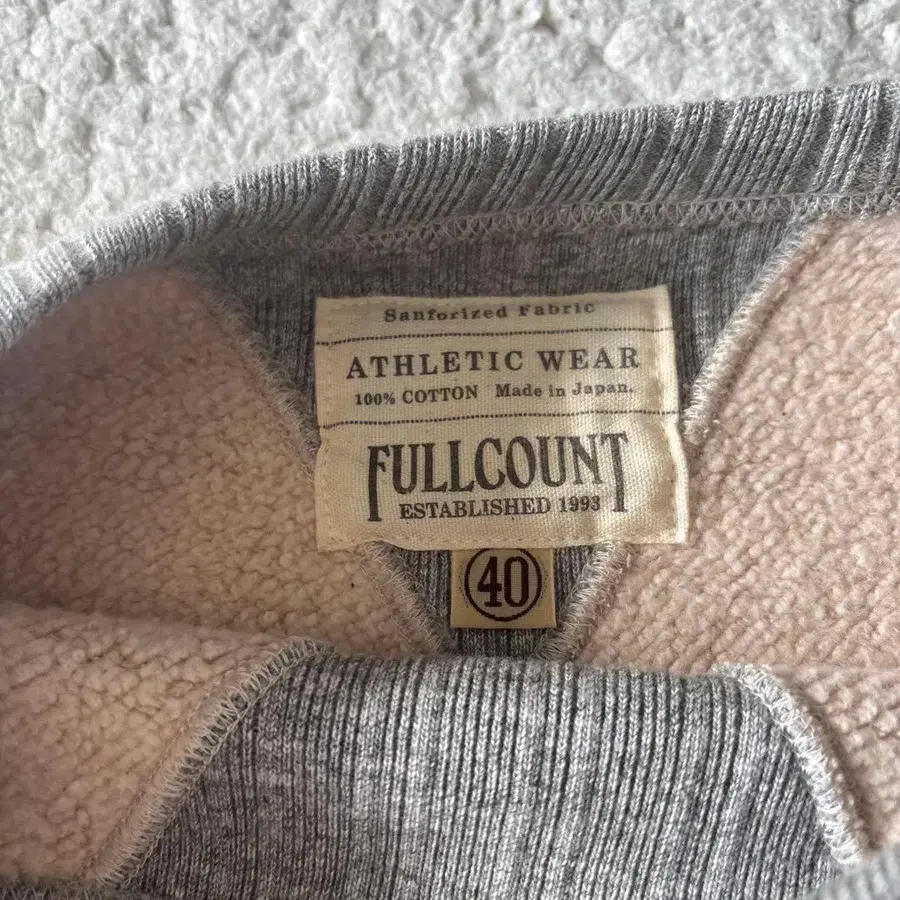 Sanforized Fabric
ATHLETIC WEAR
100% COTTON Made in Japan.
FULLCOUNT
ESTABLISHED 1993
40